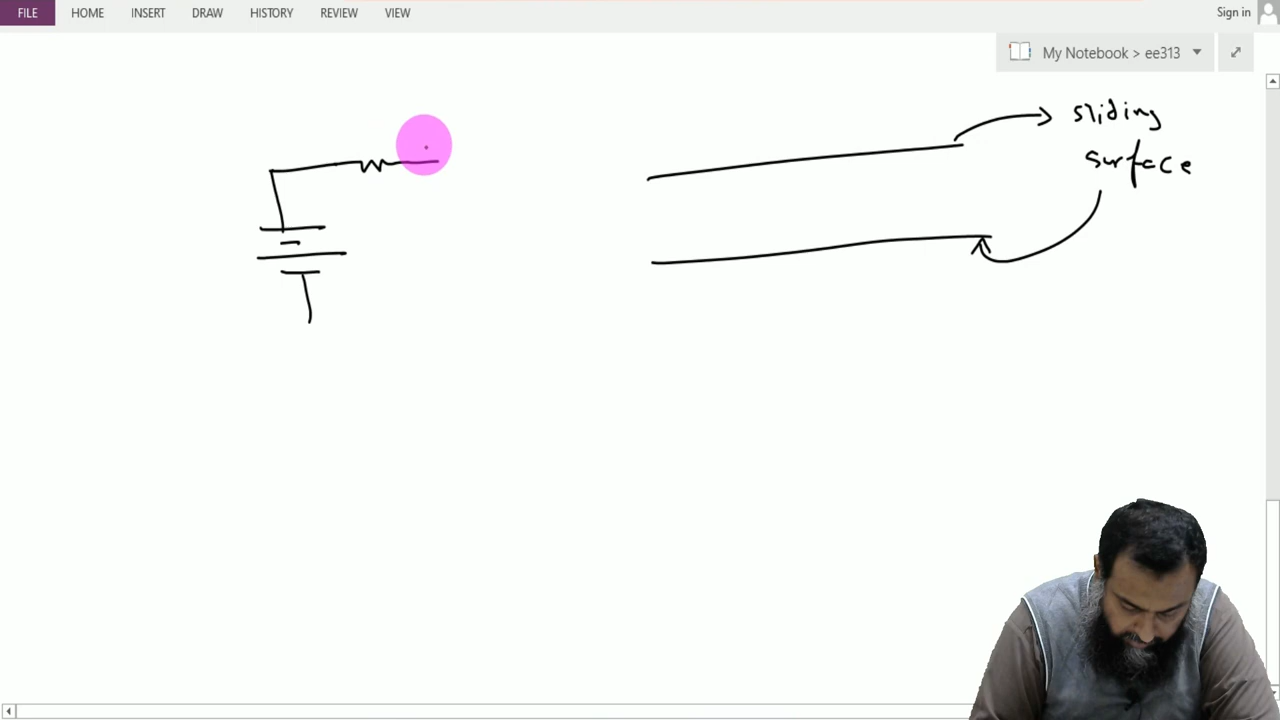 FILE HOME INSERT DRAW HISTORY REVIEW VIEW Sign in
My Notebook > ee313
sliding
surface